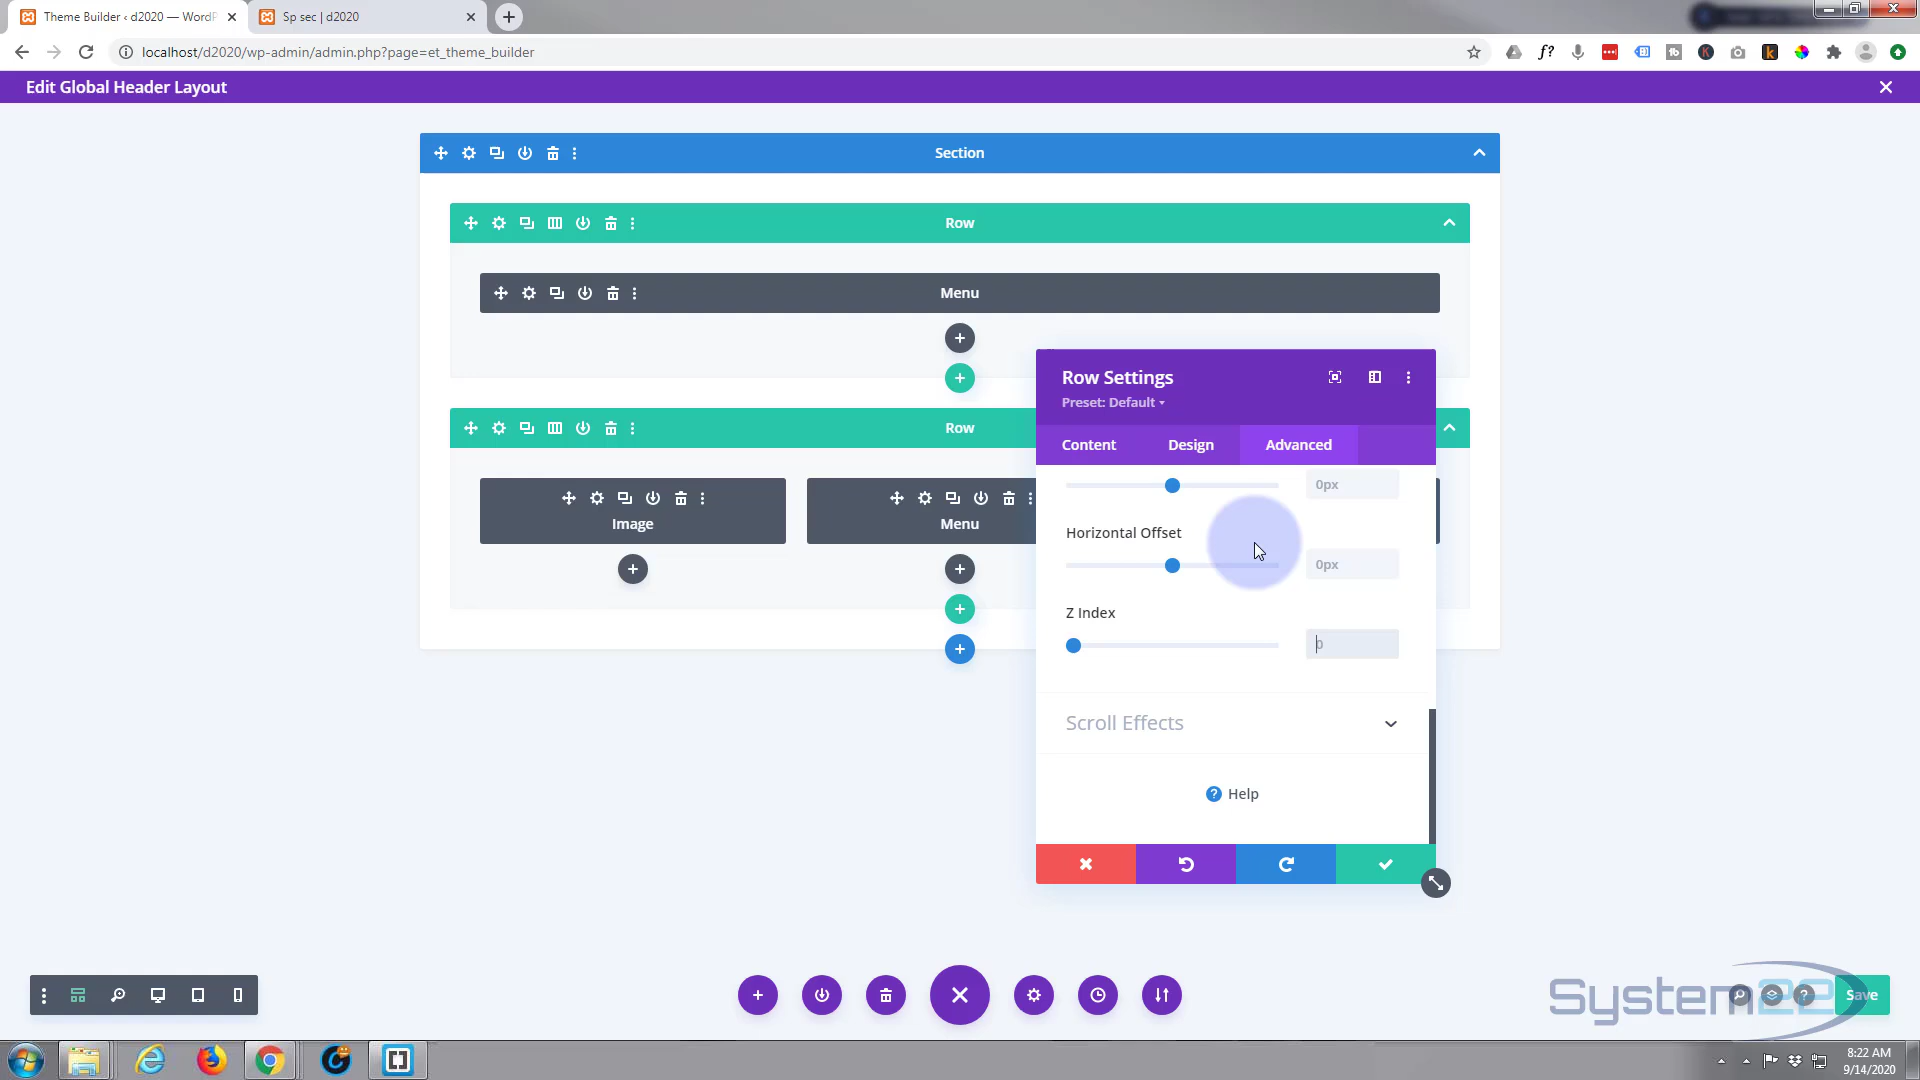 Theme Builder ‹ d2020 — WordP
Sp sec | d2020
localhost/d2020/wp-admin/admin.php?page=et_theme_builder
Edit Global Header Layout
Section
Row
Menu
Row Settings
Preset: Default
Row
Content
Design
Advanced
0px
Image
Menu
Horizontal Offset
0px
Z Index
0
Scroll Effects
? Help
System22
Save
8:22 AM
9/14/2020